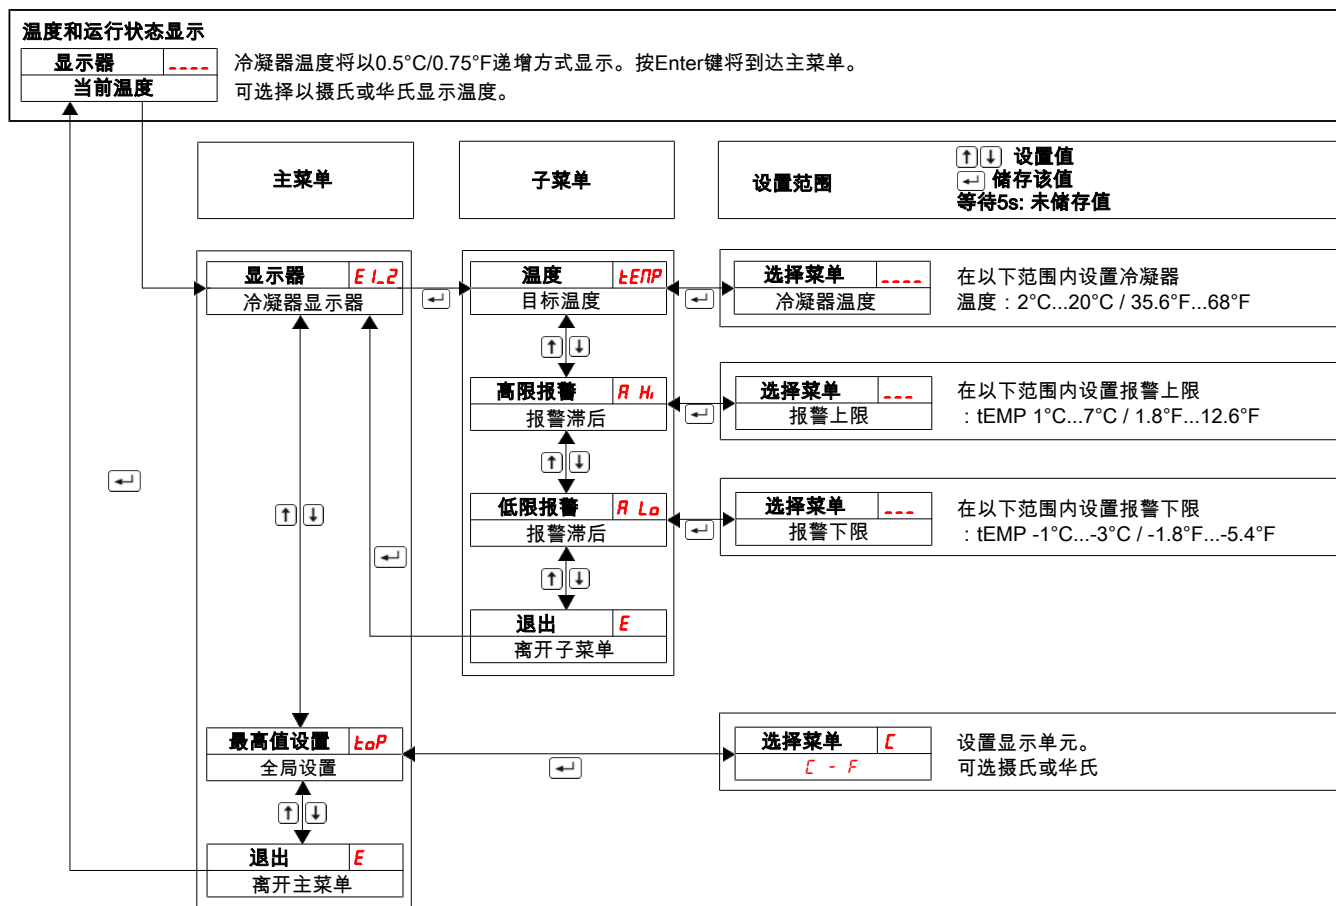 温度和运行状态显示
显示器 ----
当前温度
冷凝器温度将以0.5°C/0.75°F递增方式显示。按Enter键将到达主菜单。
可选择以摄氏或华氏显示温度。
主菜单
子菜单
设置范围
↑↓ 设置值
↵ 储存该值
等待5s: 未储存值
显示器 E1_2
冷凝器显示器
↵
温度 tEMP
目标温度
↵
选择菜单 ----
冷凝器温度
在以下范围内设置冷凝器
温度：2°C...20°C / 35.6°F...68°F
↑↓
高限报警 A Hi
报警滞后
↵
选择菜单 ---
报警上限
在以下范围内设置报警上限
：tEMP 1°C...7°C / 1.8°F...12.6°F
↑↓
↵
↑↓
低限报警 A Lo
报警滞后
↵
选择菜单 ---
报警下限
在以下范围内设置报警下限
：tEMP -1°C...-3°C / -1.8°F...-5.4°F
↵
↑↓
退出 E
离开子菜单
最高值设置 toP
全局设置
↵
选择菜单 C
C - F
设置显示单元。
可选摄氏或华氏
↑↓
退出 E
离开主菜单